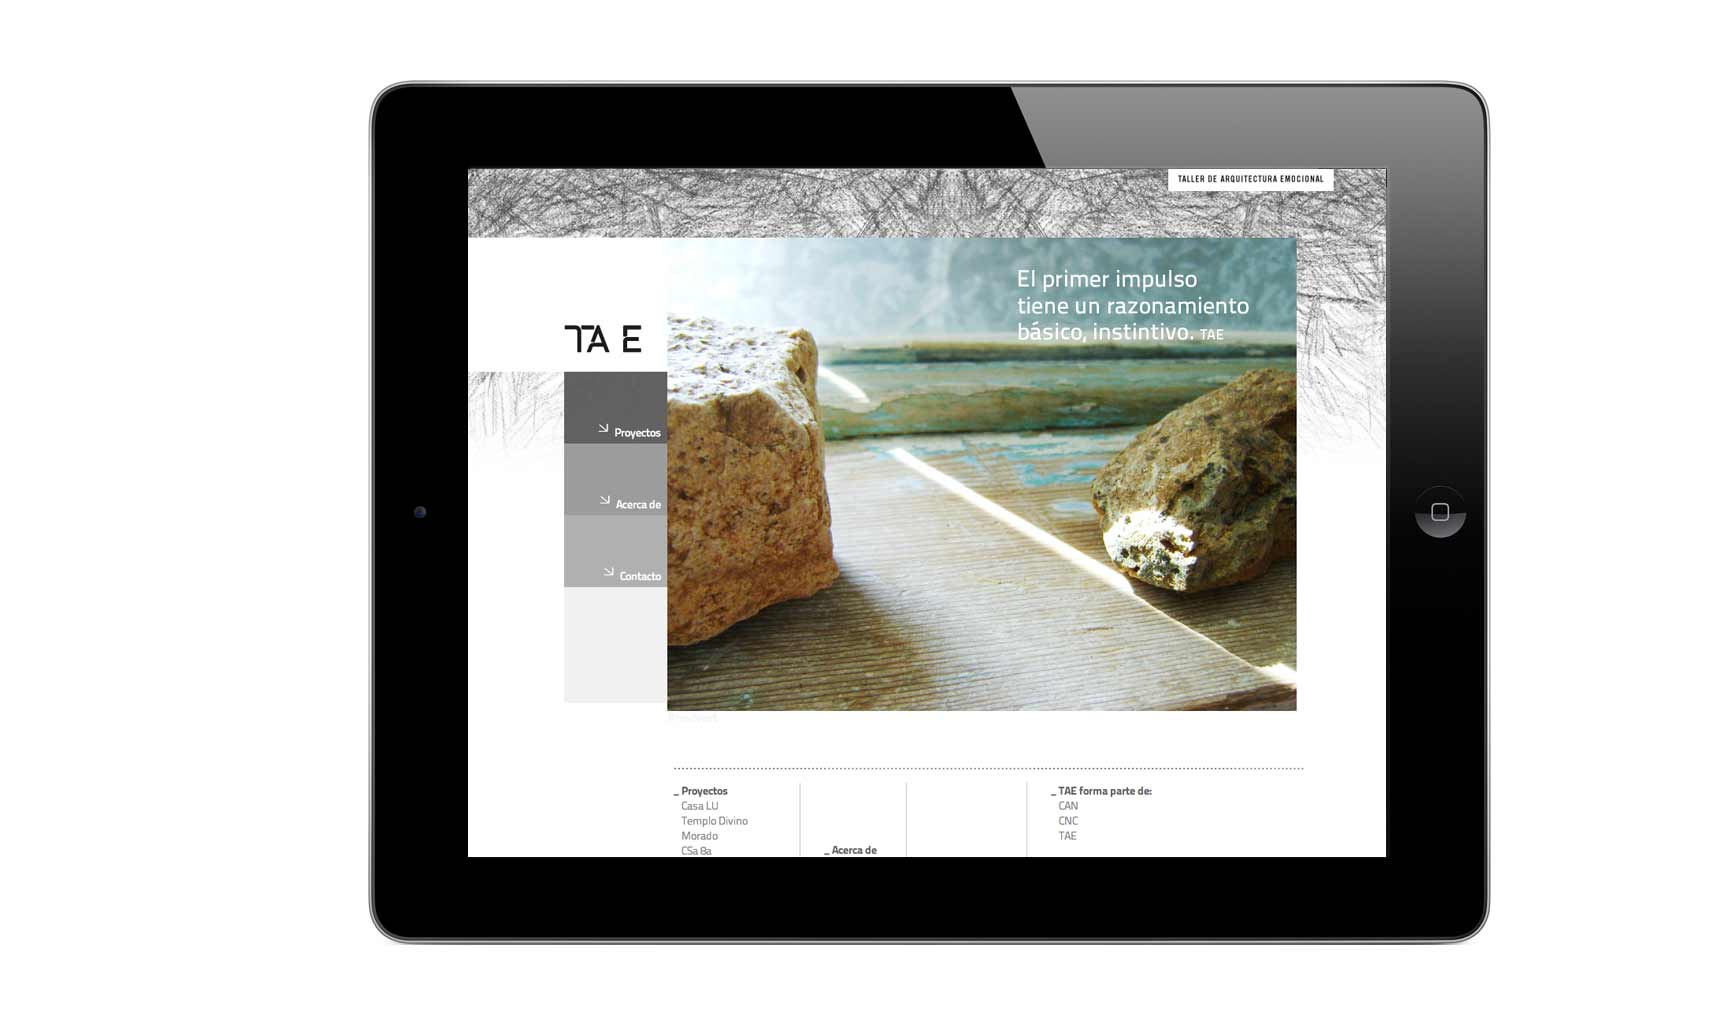 TALLER DE ARQUITECTURA EMOCIONAL
El primer impulso
tiene un razonamiento
básico, instintivo. TAE
TAE
Proyectos
Acerca de
Contacto
_ Proyectos
Casa LU
Templo Divino
Morado
CSa 8a
_ Acerca de
_ TAE forma parte de:
CAN
CNC
TAE